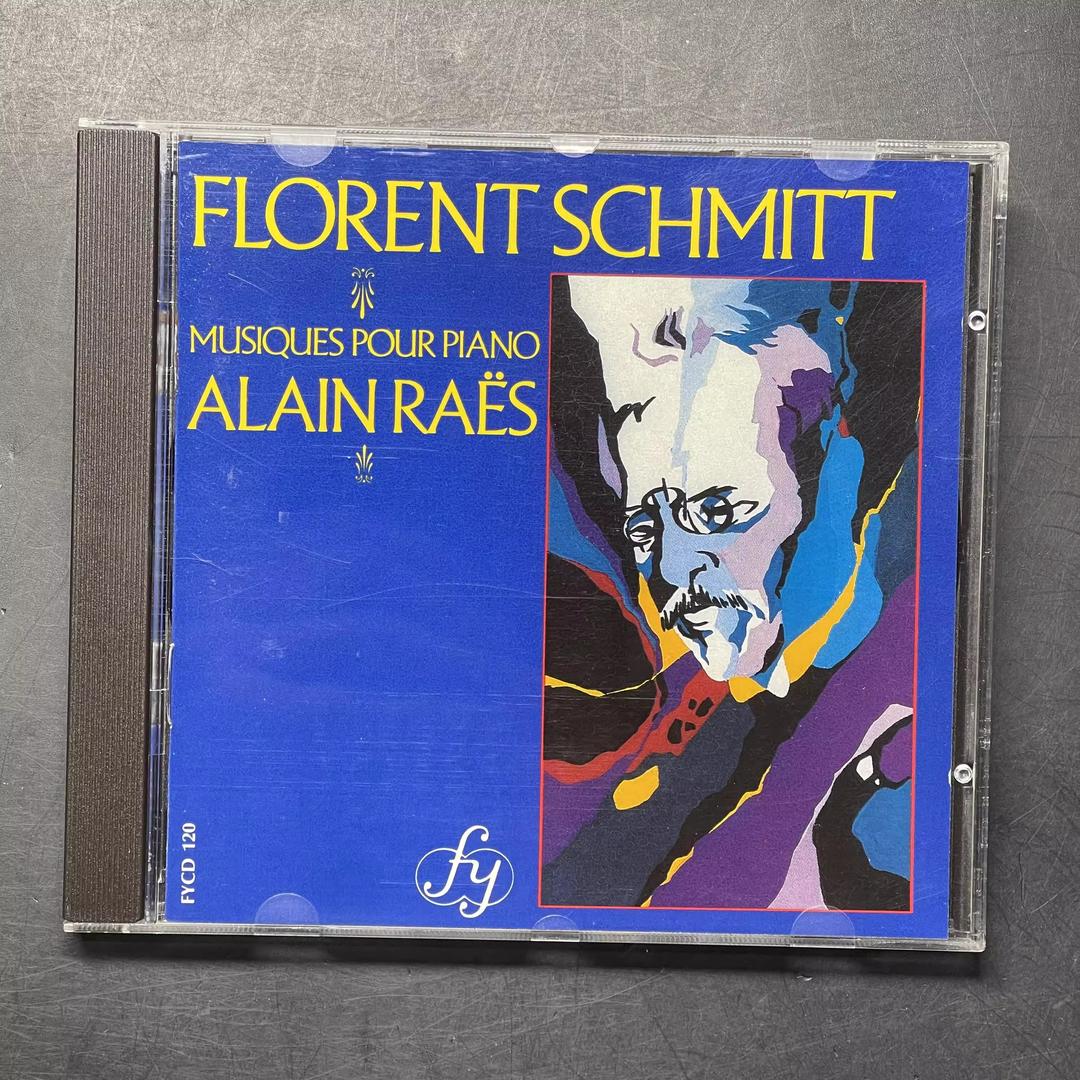 FLORENT SCHMITT
MUSIQUES POUR PIANO
ALAIN RAËS
FYCD 120
fy